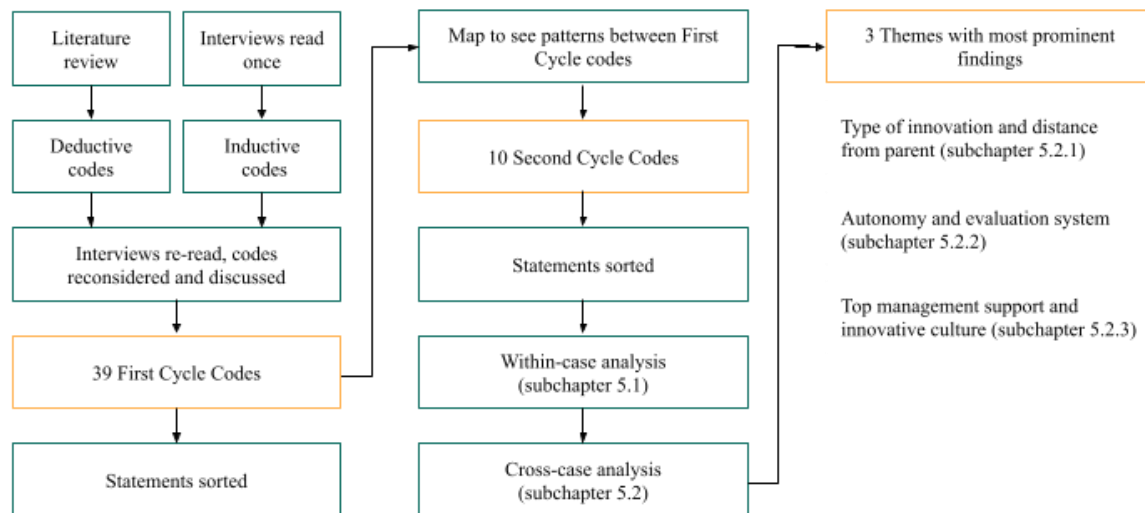 Literature
review
Interviews read
once
Deductive
codes
Inductive
codes
Interviews re-read, codes
reconsidered and discussed
39 First Cycle Codes
Statements sorted
Map to see patterns between First
Cycle codes
10 Second Cycle Codes
Statements sorted
Within-case analysis
(subchapter 5.1)
Cross-case analysis
(subchapter 5.2)
3 Themes with most prominent
findings
Type of innovation and distance
from parent (subchapter 5.2.1)
Autonomy and evaluation system
(subchapter 5.2.2)
Top management support and
innovative culture (subchapter 5.2.3)